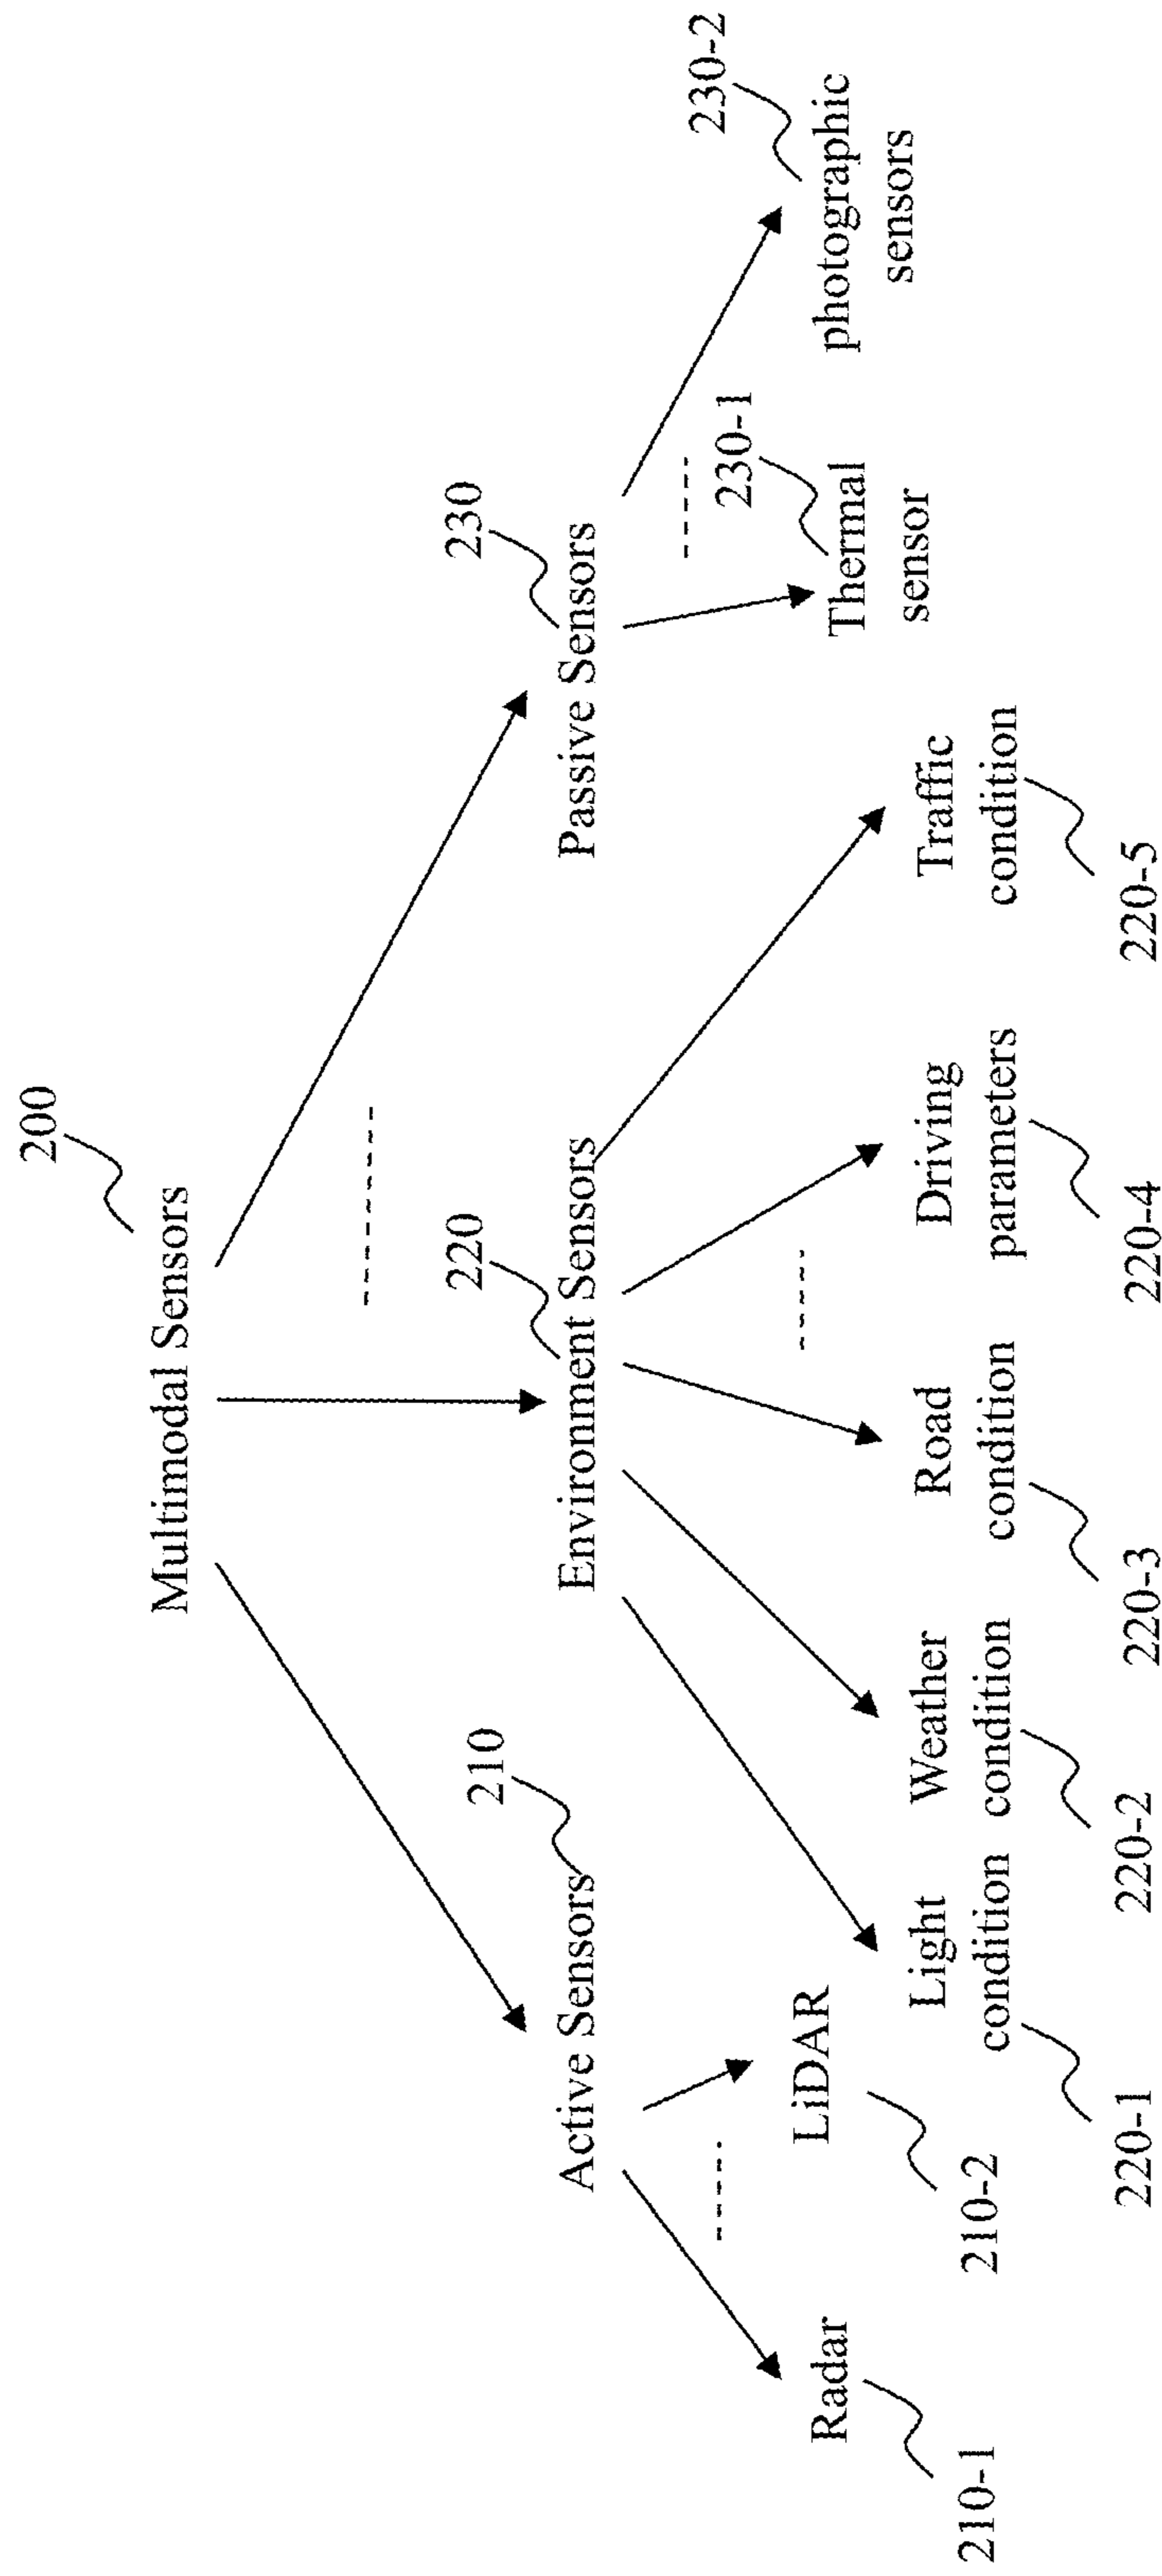 200
Multimodal Sensors
210
220
230
Active Sensors
Environment Sensors
Passive Sensors
230-2
230-1
Radar
LiDAR
Thermal
sensor
photographic
sensors
210-1
210-2
Light
condition
Weather
condition
Road
condition
Driving
parameters
Traffic
condition
220-1
220-2
220-3
220-4
220-5